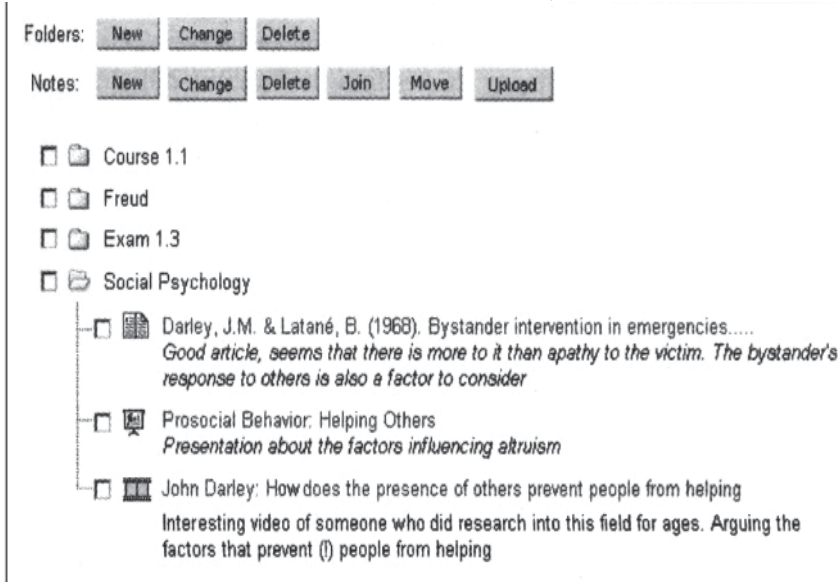 Folders: New Change Delete
Notes: New Change Delete Join Move Upload
Course 1.1
Freud
Exam 1.3
Social Psychology
Darley, J.M. & Latané, B. (1968). Bystander intervention in emergencies.....
Good article, seems that there is more to it than apathy to the victim. The bystander's
response to others is also a factor to consider
Prosocial Behavior: Helping Others
Presentation about the factors influencing altruism
John Darley: How does the presence of others prevent people from helping
Interesting video of someone who did research into this field for ages. Arguing the
factors that prevent (!) people from helping